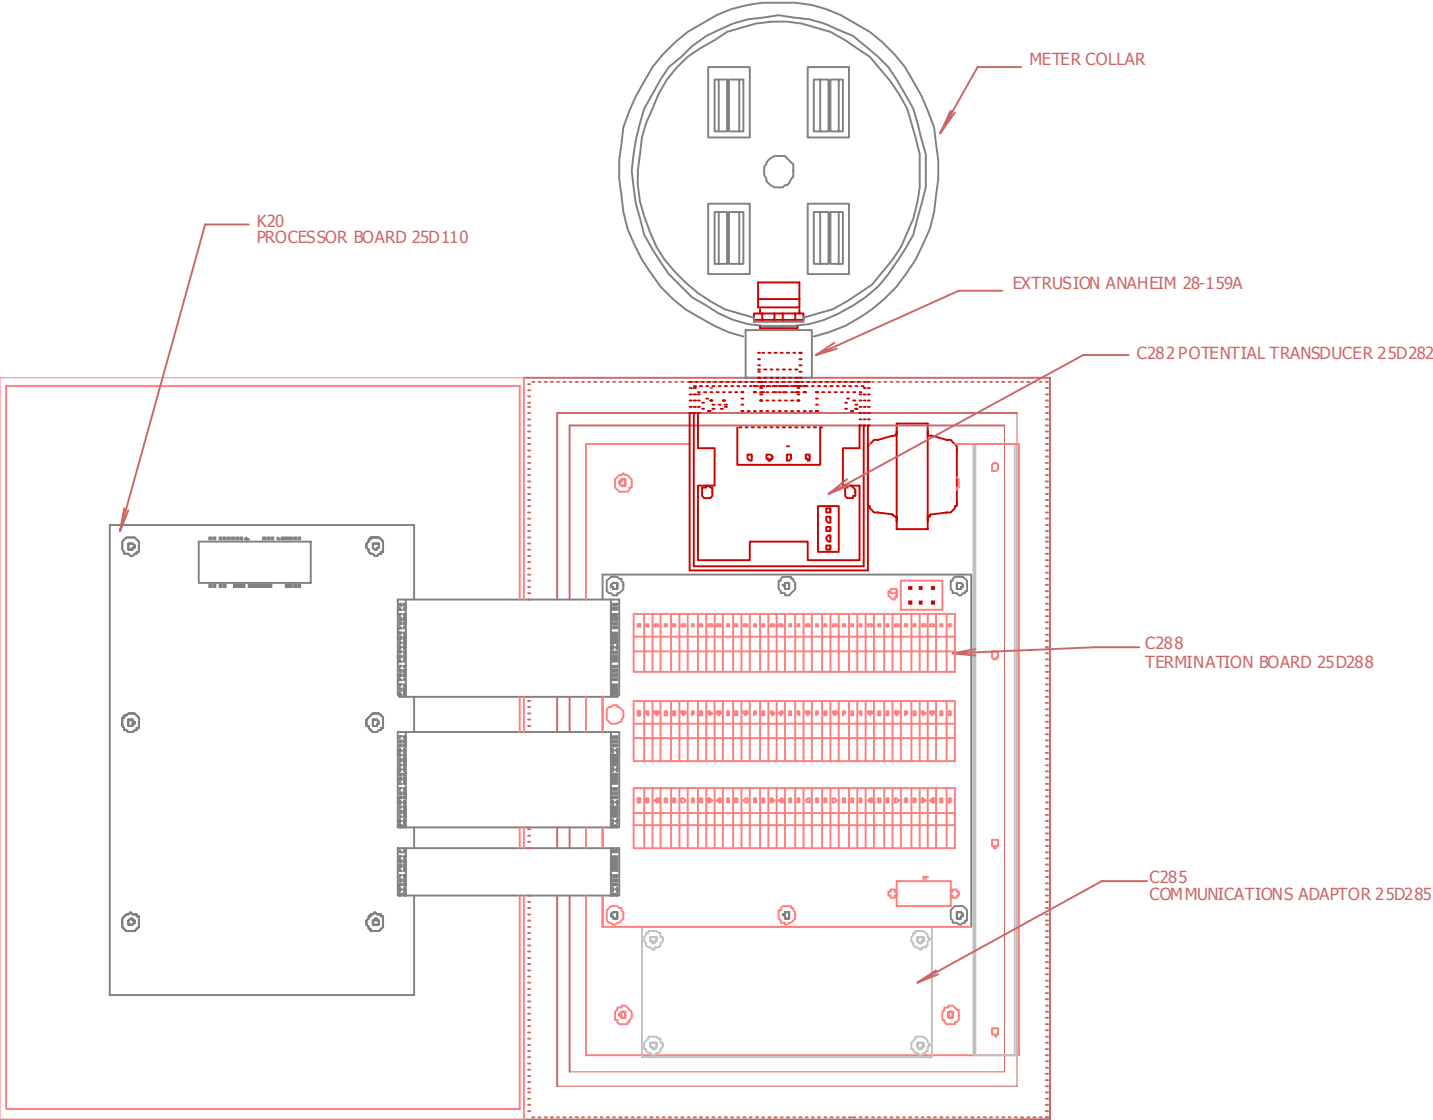 METER COLLAR
K20
PROCESSOR BOARD 25D110
EXTRUSION ANAHEIM 28-159A
C282 POTENTIAL TRANSDUCER 25D282
C288
TERMINATION BOARD 25D288
C285
COMMUNICATIONS ADAPTOR 25D285